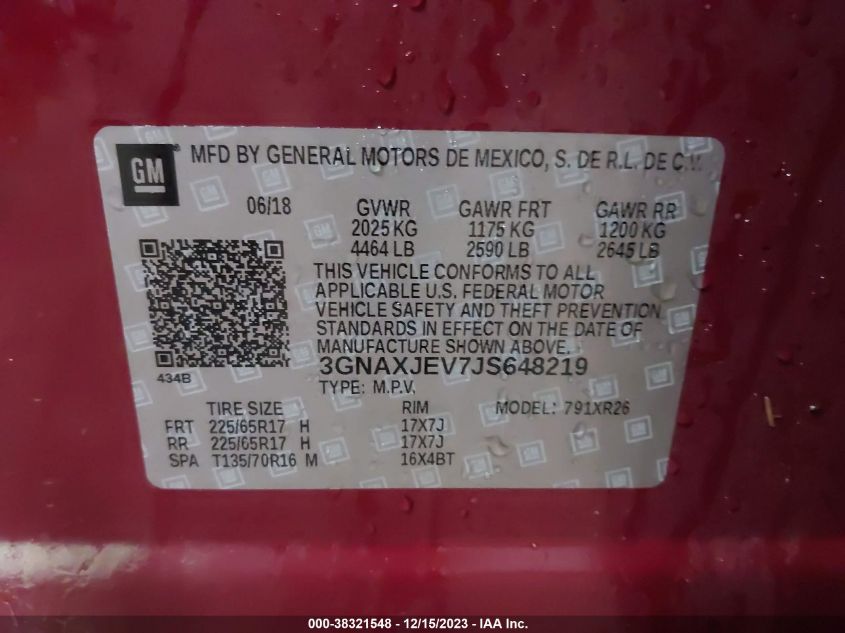 GM® MFD BY GENERAL MOTORS DE MEXICO, S. DE R.L. DE C.V.
06/18 GVWR GAWR FRT GAWR RR
2025 KG 1175 KG 1200 KG
4464 LB 2590 LB 2645 LB
THIS VEHICLE CONFORMS TO ALL
APPLICABLE U.S. FEDERAL MOTOR
VEHICLE SAFETY AND THEFT PREVENTION
STANDARDS IN EFFECT ON THE DATE OF
MANUFACTURE SHOWN ABOVE.
434B 3GNAXJEV7JS648219
TYPE: M.P.V.
TIRE SIZE RIM MODEL: 791XR26
FRT 225/65R17 H 17X7J
RR 225/65R17 H 17X7J
SPA T135/70R16 M 16X4BT
000-38321548 - 12/15/2023 - IAA Inc.